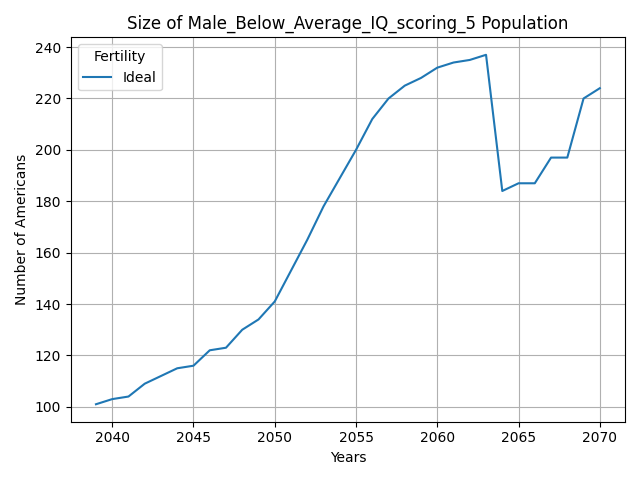 Size of Male_Below_Average_IQ_scoring_5 Population
Fertility
Ideal
Number of Americans
240
220
200
180
160
140
120
100
2040 2045 2050 2055 2060 2065 2070
Years